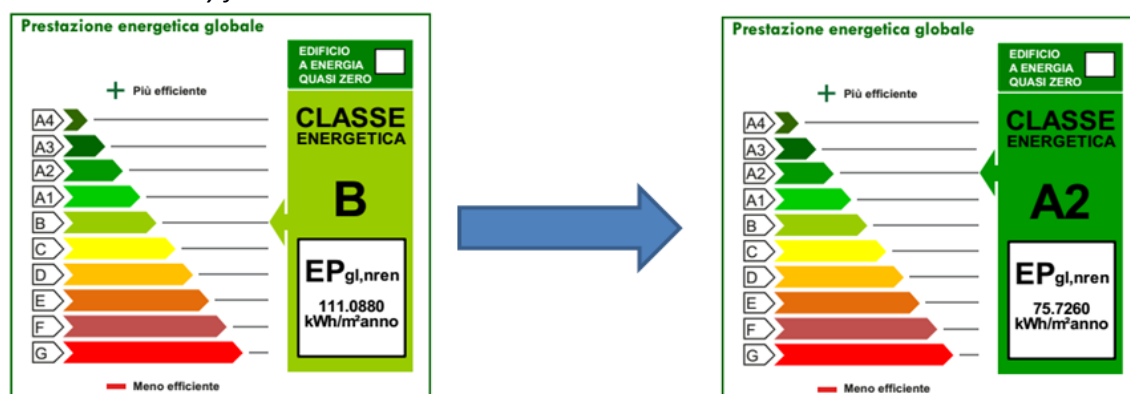 Prestazione energetica globale
EDIFICIO
A ENERGIA
QUASI ZERO
Più efficiente
CLASSE
ENERGETICA
A4
A3
A2
A1
B
C
D
E
F
G
B
EPgl,nren
111.0880
kWh/m²anno
Meno efficiente
Prestazione energetica globale
EDIFICIO
A ENERGIA
QUASI ZERO
Più efficiente
CLASSE
ENERGETICA
A4
A3
A2
A1
B
C
D
E
F
G
A2
EPgl,nren
75.7260
kWh/m²anno
Meno efficiente